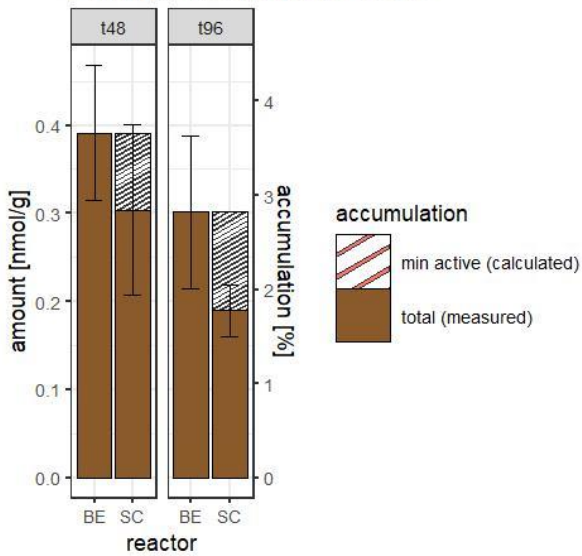 t48
t96
amount [nmol/g]
0.4
0.3
0.2
0.1
0.0
4
3
2
1
0
accumulation [%]
BE
SC
BE
SC
reactor
accumulation
min active (calculated)
total (measured)